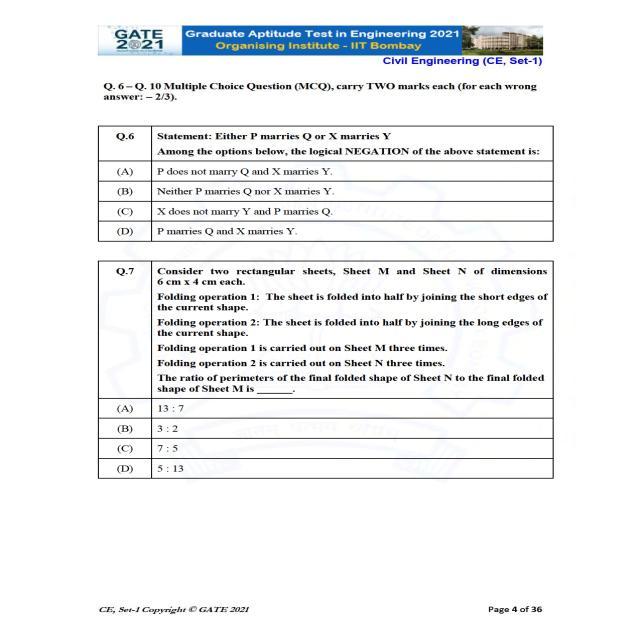 GATE
2021
Graduate Aptitude Test in Engineering 2021
Organising Institute - IIT Bombay
Civil Engineering (CE, Set-1)
Q. 6 – Q. 10 Multiple Choice Question (MCQ), carry TWO marks each (for each wrong
answer: – 2/3).
Q.6 Statement: Either P marries Q or X marries Y
Among the options below, the logical NEGATION of the above statement is:
(A) P does not marry Q and X marries Y.
(B) Neither P marries Q nor X marries Y.
(C) X does not marry Y and P marries Q.
(D) P marries Q and X marries Y.
Q.7 Consider two rectangular sheets, Sheet M and Sheet N of dimensions
6 cm x 4 cm each.
Folding operation 1: The sheet is folded into half by joining the short edges of
the current shape.
Folding operation 2: The sheet is folded into half by joining the long edges of
the current shape.
Folding operation 1 is carried out on Sheet M three times.
Folding operation 2 is carried out on Sheet N three times.
The ratio of perimeters of the final folded shape of Sheet N to the final folded
shape of Sheet M is ______.
(A) 13 : 7
(B) 3 : 2
(C) 7 : 5
(D) 5 : 13
CE, Set-1 Copyright © GATE 2021
Page 4 of 36